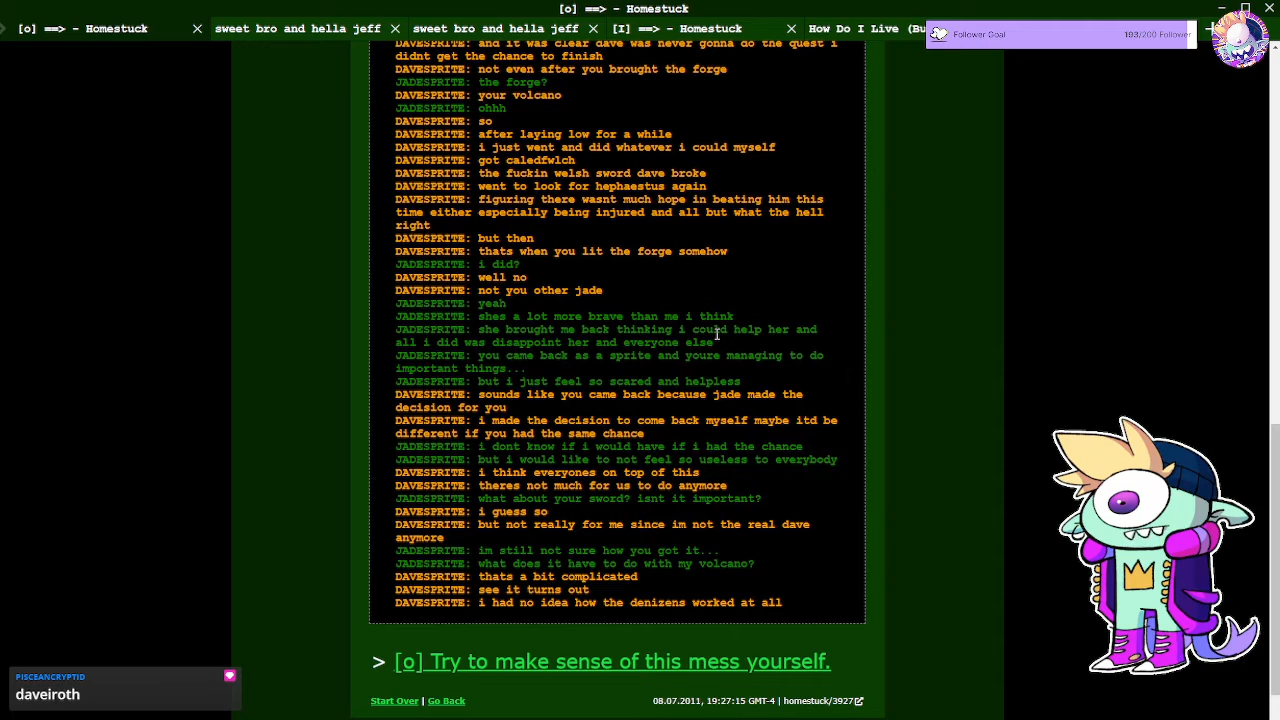 [o] ==> - Homestuck
[o] ==> - Homestuck
sweet bro and hella jeff
sweet bro and hella jeff
[I] ==> - Homestuck
How Do I Live (Bu
Follower Goal
193/200 Follower
DAVESPRITE: and it was clear dave was never gonna do the quest i
didnt get the chance to finish
DAVESPRITE: not even after you brought the forge
JADESPRITE: the forge?
DAVESPRITE: your volcano
JADESPRITE: ohhh
DAVESPRITE: so
DAVESPRITE: after laying low for a while
DAVESPRITE: i just went and did whatever i could myself
DAVESPRITE: got caledfwlch
DAVESPRITE: the fuckin welsh sword dave broke
DAVESPRITE: went to look for hephaestus again
DAVESPRITE: figuring there wasnt much hope in beating him this
time either especially being injured and all but what the hell
right
DAVESPRITE: but then
DAVESPRITE: thats when you lit the forge somehow
JADESPRITE: i did?
DAVESPRITE: well no
DAVESPRITE: not you other jade
JADESPRITE: yeah
JADESPRITE: shes a lot more brave than me i think
JADESPRITE: she brought me back thinking i could help her and
all i did was disappoint her and everyone else
JADESPRITE: you came back as a sprite and youre managing to do
important things...
JADESPRITE: but i just feel so scared and helpless
DAVESPRITE: sounds like you came back because jade made the
decision for you
DAVESPRITE: i made the decision to come back myself maybe itd be
different if you had the same chance
JADESPRITE: i dont know if i would have if i had the chance
JADESPRITE: but i would like to not feel so useless to everybody
DAVESPRITE: i think everyones on top of this
DAVESPRITE: theres not much for us to do anymore
JADESPRITE: what about your sword? isnt it important?
DAVESPRITE: i guess so
DAVESPRITE: but not really for me since im not the real dave
anymore
JADESPRITE: im still not sure how you got it...
JADESPRITE: what does it have to do with my volcano?
DAVESPRITE: thats a bit complicated
DAVESPRITE: see it turns out
DAVESPRITE: i had no idea how the denizens worked at all
> [o] Try to make sense of this mess yourself.
Start Over | Go Back
08.07.2011, 19:27:15 GMT-4 | homestuck/3927
PISCEANCRYPTID
daveiroth